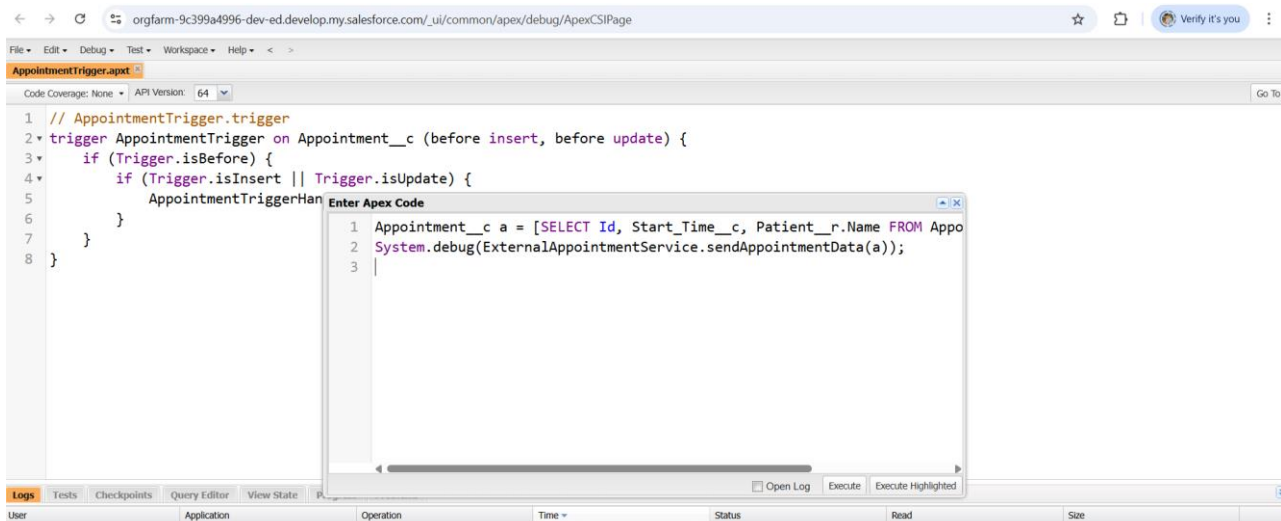 orgfarm-9c399a4996-dev-ed.develop.my.salesforce.com/_ui/common/apex/debug/ApexCSIPage
Verify it's you
File Edit Debug Test Workspace Help < >
AppointmentTrigger.apxt
Code Coverage: None API Version: 64 Go To
1 // AppointmentTrigger.trigger
2 trigger AppointmentTrigger on Appointment__c (before insert, before update) {
3 if (Trigger.isBefore) {
4 if (Trigger.isInsert || Trigger.isUpdate) {
5 AppointmentTriggerHan
6 }
7 }
8 }
Enter Apex Code
1 Appointment__c a = [SELECT Id, Start_Time__c, Patient__r.Name FROM Appo
2 System.debug(ExternalAppointmentService.sendAppointmentData(a));
3
Open Log Execute Execute Highlighted
Logs Tests Checkpoints Query Editor View State
User Application Operation Time Status Read Size